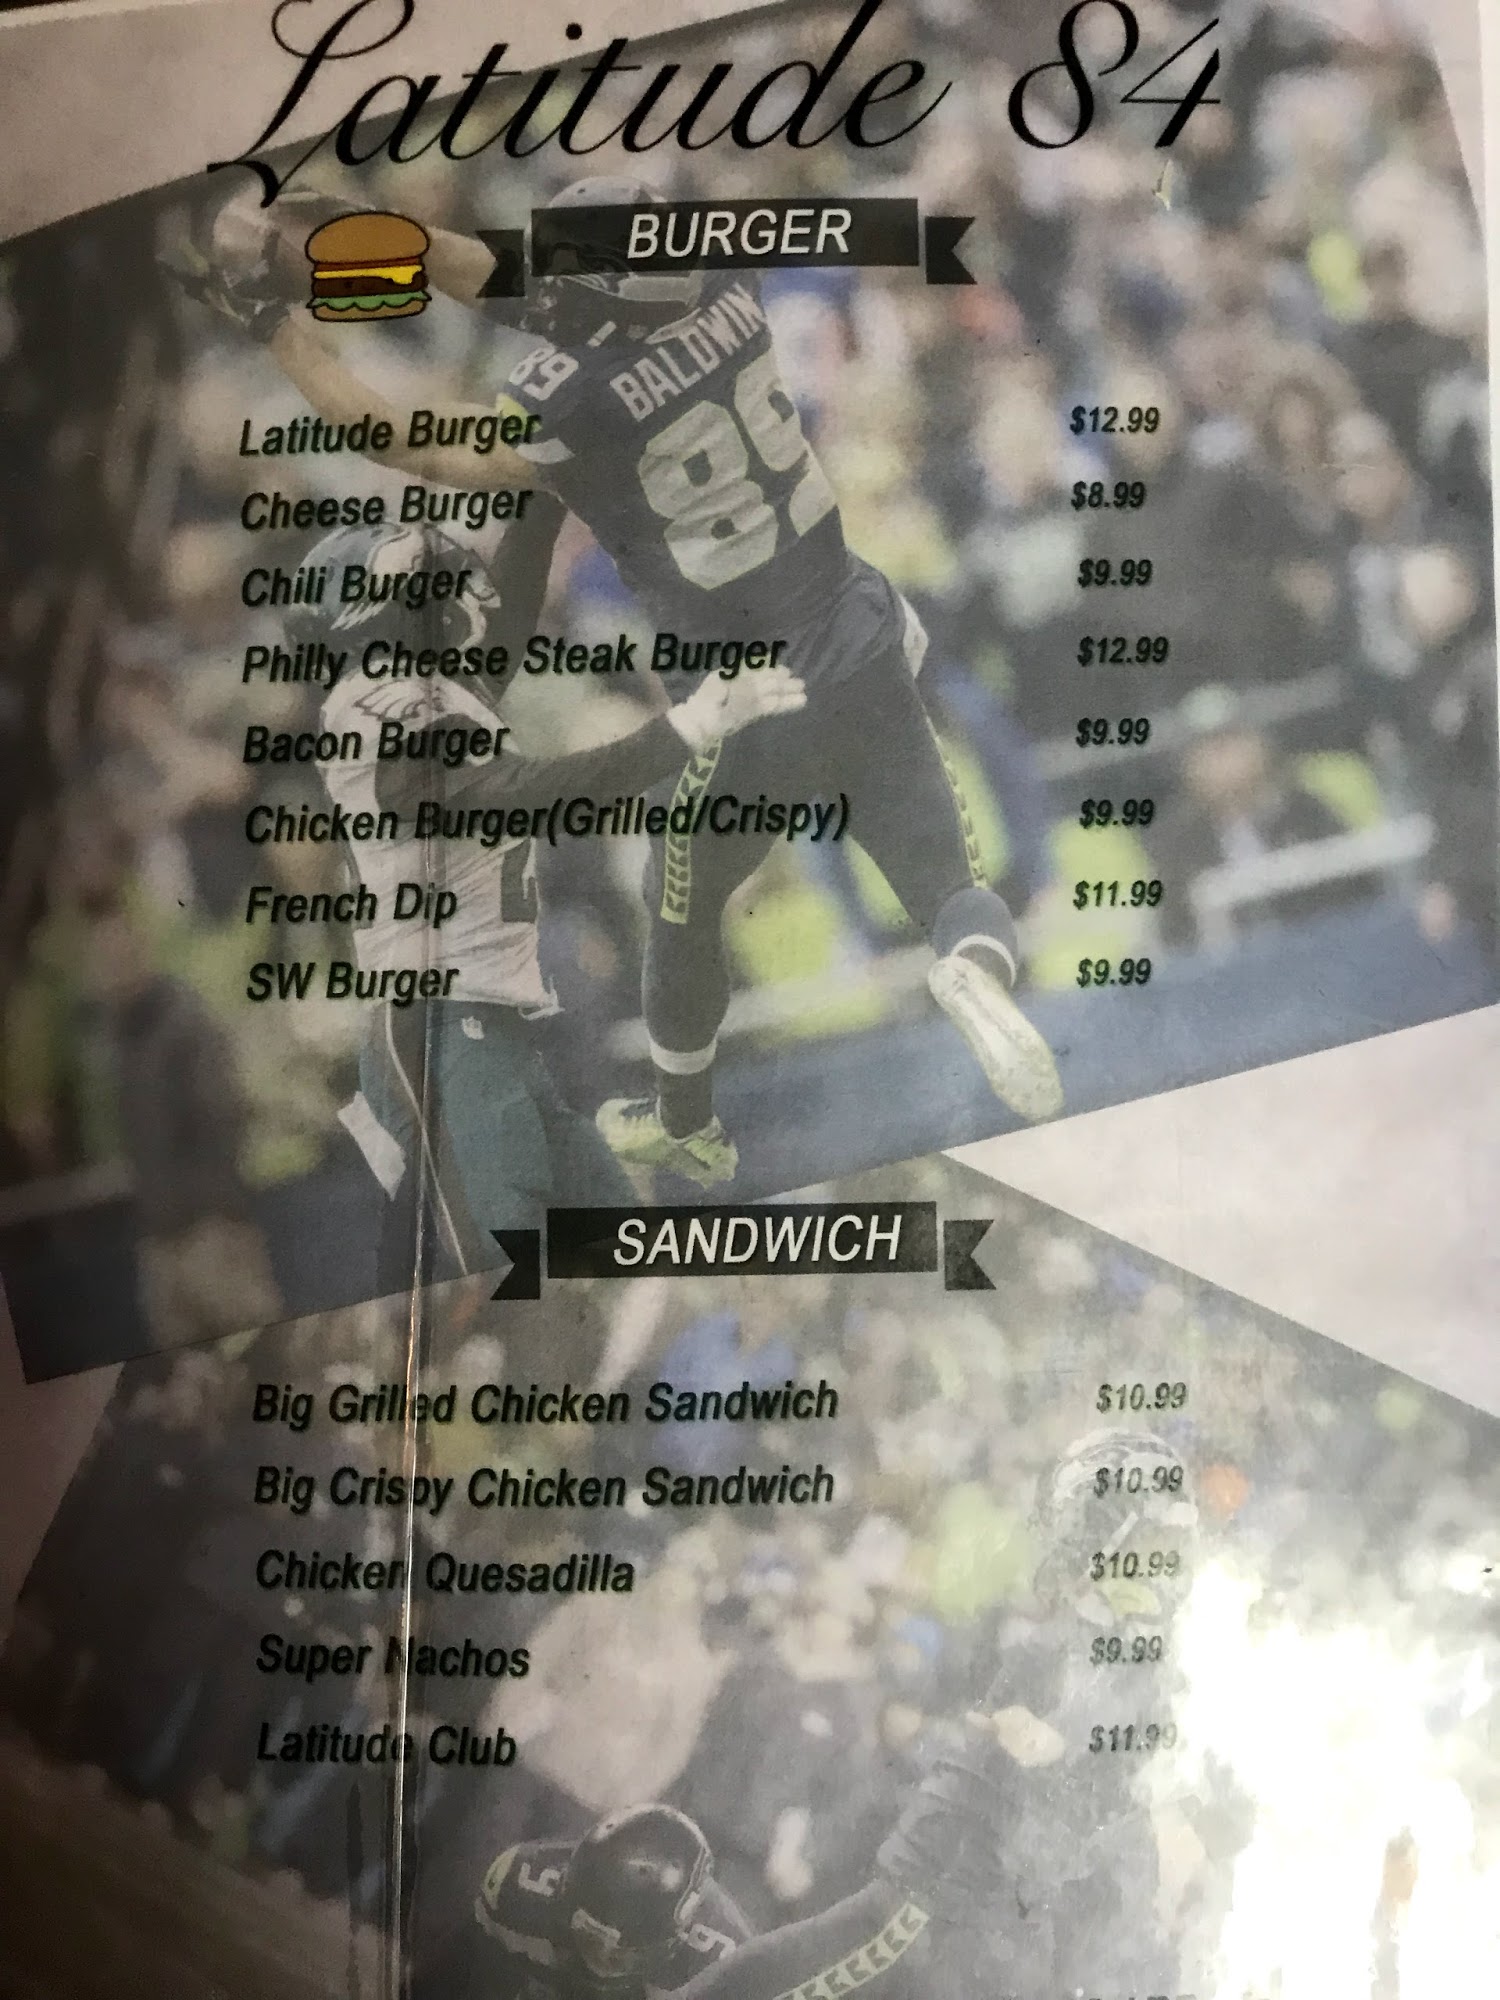 Latitude 84
BURGER
BALDWIN
89
89
Latitude Burger $12.99
Cheese Burger $8.99
Chili Burger $9.99
Philly Cheese Steak Burger $12.99
Bacon Burger $9.99
Chicken Burger(Grilled/Crispy) $9.99
French Dip $11.99
SW Burger $9.99
SANDWICH
Big Grilled Chicken Sandwich $10.99
Big Crispy Chicken Sandwich $10.99
Chicken Quesadilla $10.99
Super Nachos $9.99
Latitude Club $11.99